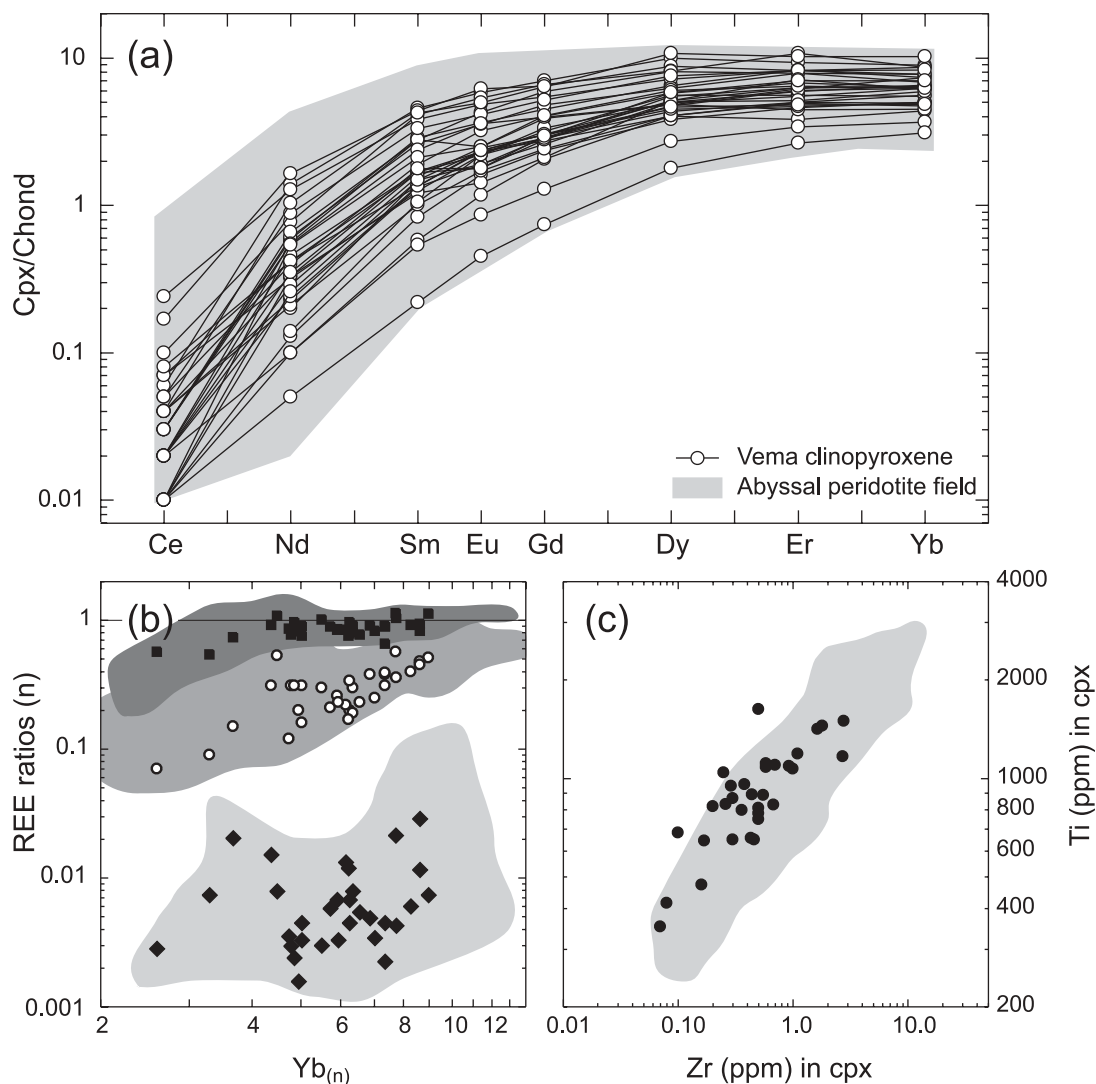 (a)
10
1
0.1
0.01
Cpx/Chond
Vema clinopyroxene
Abyssal peridotite field
Ce Nd Sm Eu Gd Dy Er Yb
(b)
1
0.1
0.01
0.001
REE ratios (n)
2 4 6 8 10 12
Yb(n)
(c)
4000
2000
1000
800
600
400
200
Ti (ppm) in cpx
0.01 0.10 1.0 10.0
Zr (ppm) in cpx